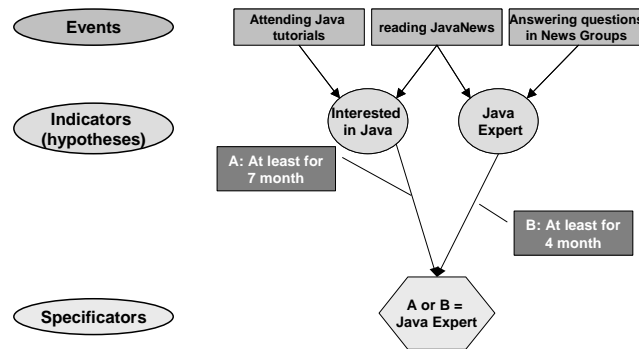 Events
Attending Java
tutorials
reading JavaNews
Answering questions
in News Groups
Indicators
(hypotheses)
Interested
in Java
Java
Expert
A: At least for
7 month
B: At least for
4 month
Specificators
A or B =
Java Expert